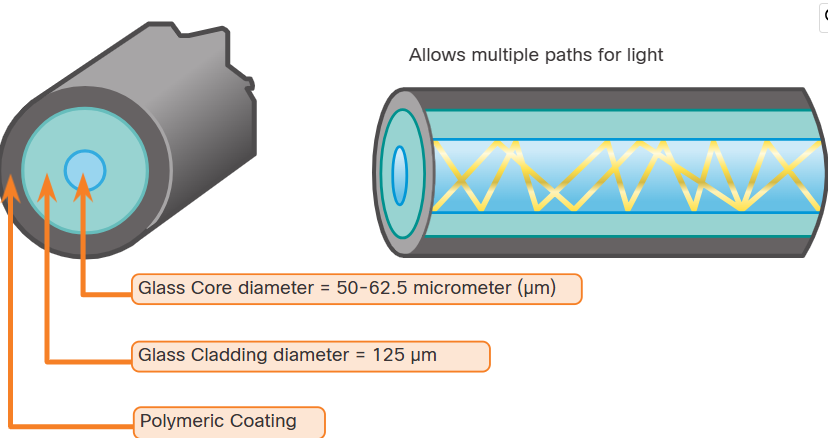 Allows multiple paths for light
Glass Core diameter = 50-62.5 micrometer (μm)
Glass Cladding diameter = 125 μm
Polymeric Coating